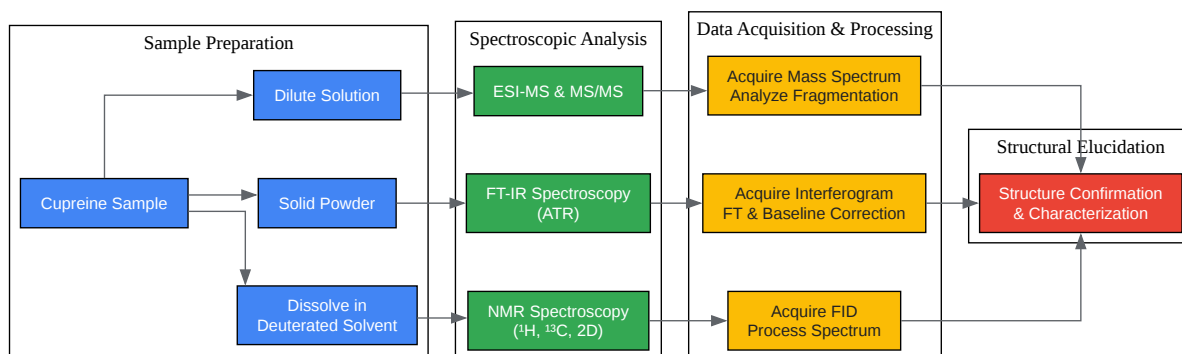 Sample Preparation
Spectroscopic Analysis
Data Acquisition & Processing
Structural Elucidation
Cupreine Sample
Dilute Solution
Solid Powder
Dissolve in
Deuterated Solvent
ESI-MS & MS/MS
FT-IR Spectroscopy
(ATR)
NMR Spectroscopy
(¹H, ¹³C, 2D)
Acquire Mass Spectrum
Analyze Fragmentation
Acquire Interferogram
FT & Baseline Correction
Acquire FID
Process Spectrum
Structure Confirmation
& Characterization